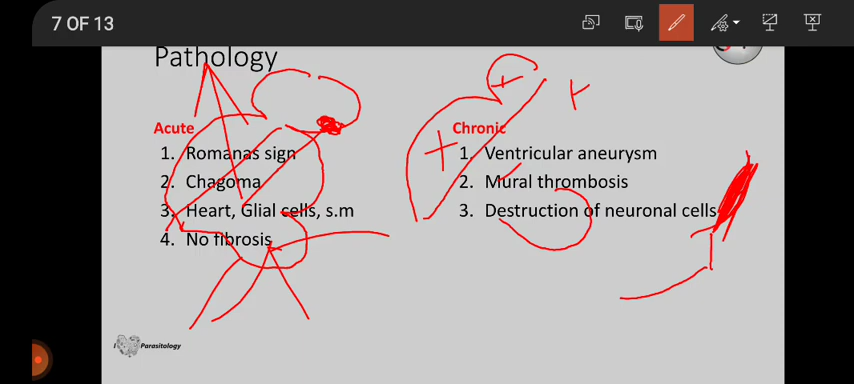 7 OF 13
Pathology
Acute
1. Romanas sign
2. Chagoma
3. Heart, Glial cells, s.m
4. No fibrosis
Chronic
1. Ventricular aneurysm
2. Mural thrombosis
3. Destruction of neuronal cells
I
Parasitology